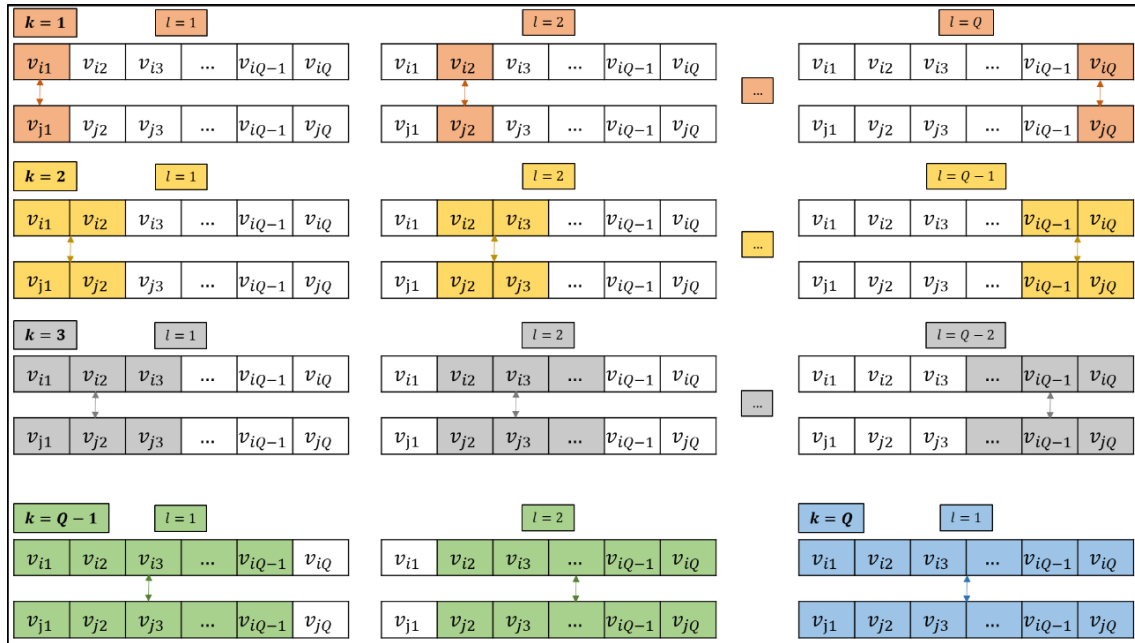 k = 1 l = 1 l = 2 l = Q
v_{i1} v_{i2} v_{i3} ... v_{iQ−1} v_{iQ} v_{i1} v_{i2} v_{i3} ... v_{iQ−1} v_{iQ} v_{i1} v_{i2} v_{i3} ... v_{iQ−1} v_{iQ}
...
v_{j1} v_{j2} v_{j3} ... v_{iQ−1} v_{jQ} v_{j1} v_{j2} v_{j3} ... v_{iQ−1} v_{jQ} v_{j1} v_{j2} v_{j3} ... v_{iQ−1} v_{jQ}
k = 2 l = 1 l = 2 l = Q − 1
v_{i1} v_{i2} v_{i3} ... v_{iQ−1} v_{iQ} v_{i1} v_{i2} v_{i3} ... v_{iQ−1} v_{iQ} v_{i1} v_{i2} v_{i3} ... v_{iQ−1} v_{iQ}
...
v_{j1} v_{j2} v_{j3} ... v_{iQ−1} v_{jQ} v_{j1} v_{j2} v_{j3} ... v_{iQ−1} v_{jQ} v_{j1} v_{j2} v_{j3} ... v_{iQ−1} v_{jQ}
k = 3 l = 1 l = 2 l = Q − 2
v_{i1} v_{i2} v_{i3} ... v_{iQ−1} v_{iQ} v_{i1} v_{i2} v_{i3} ... v_{iQ−1} v_{iQ} v_{i1} v_{i2} v_{i3} ... v_{iQ−1} v_{iQ}
...
v_{j1} v_{j2} v_{j3} ... v_{iQ−1} v_{jQ} v_{j1} v_{j2} v_{j3} ... v_{iQ−1} v_{jQ} v_{j1} v_{j2} v_{j3} ... v_{iQ−1} v_{jQ}
k = Q − 1 l = 1 l = 2 k = Q l = 1
v_{i1} v_{i2} v_{i3} ... v_{iQ−1} v_{iQ} v_{i1} v_{i2} v_{i3} ... v_{iQ−1} v_{iQ} v_{i1} v_{i2} v_{i3} ... v_{iQ−1} v_{iQ}
v_{j1} v_{j2} v_{j3} ... v_{iQ−1} v_{jQ} v_{j1} v_{j2} v_{j3} ... v_{iQ−1} v_{jQ} v_{j1} v_{j2} v_{j3} ... v_{iQ−1} v_{jQ}